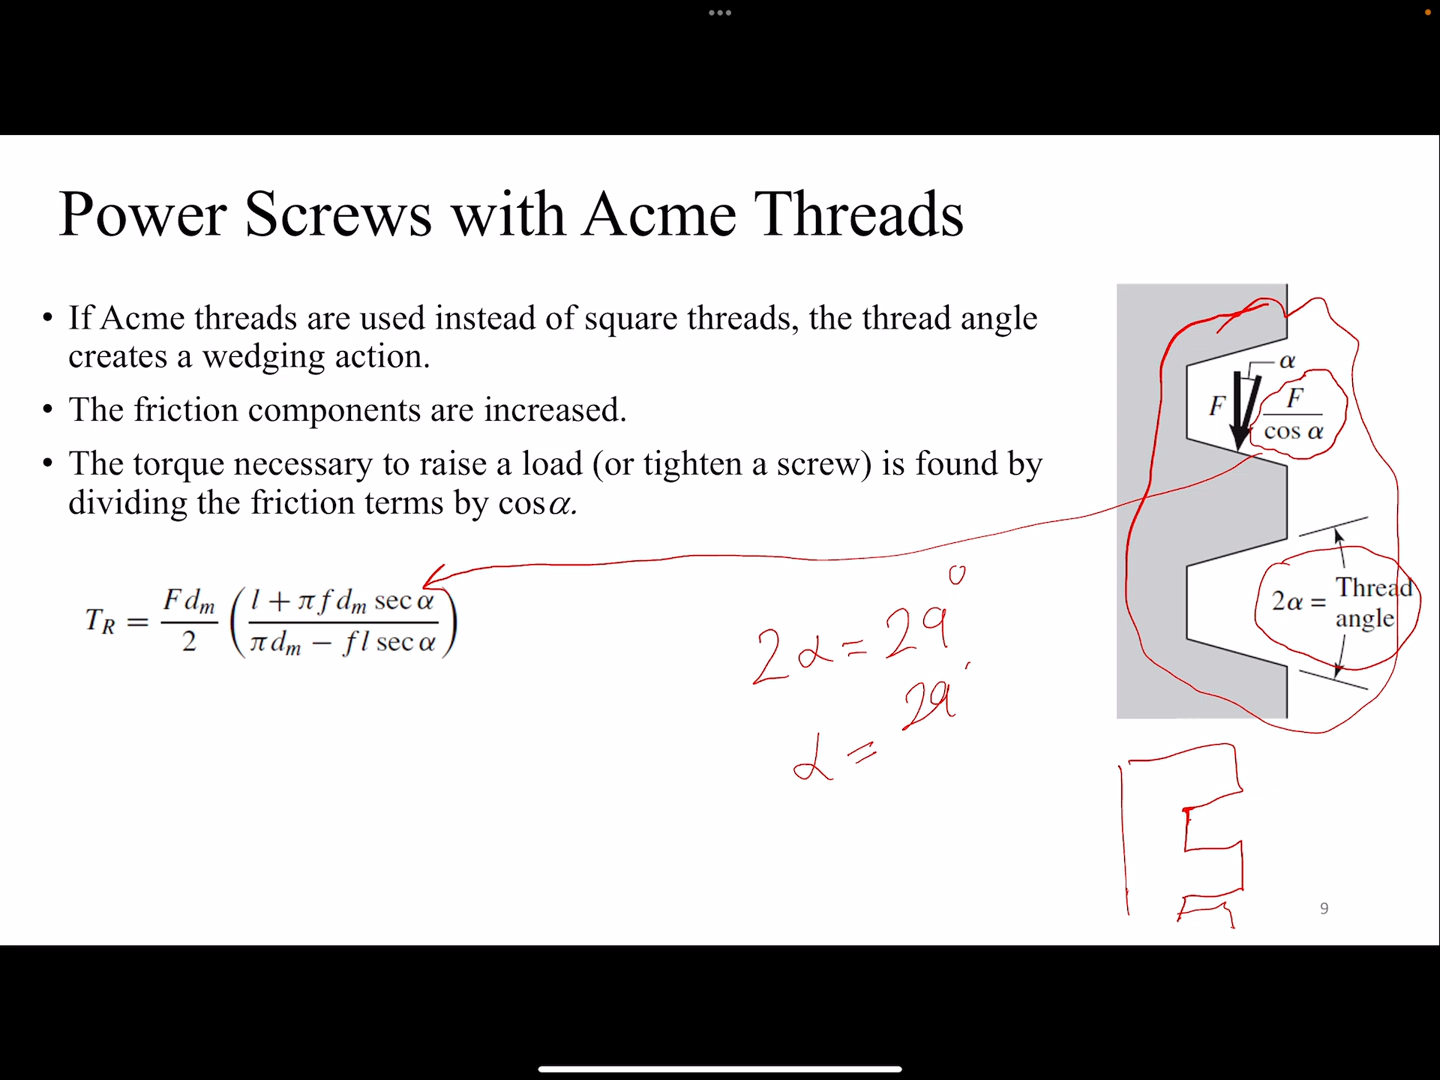 Power Screws with Acme Threads
• If Acme threads are used instead of square threads, the thread angle
creates a wedging action.
• The friction components are increased.
• The torque necessary to raise a load (or tighten a screw) is found by
dividing the friction terms by cosα.
T_R = F d_m / 2 ( l + π f d_m sec α / π d_m − f l sec α )
2α = 29°
29°
α =
α
F
F / cos α
2α = Thread
angle
9